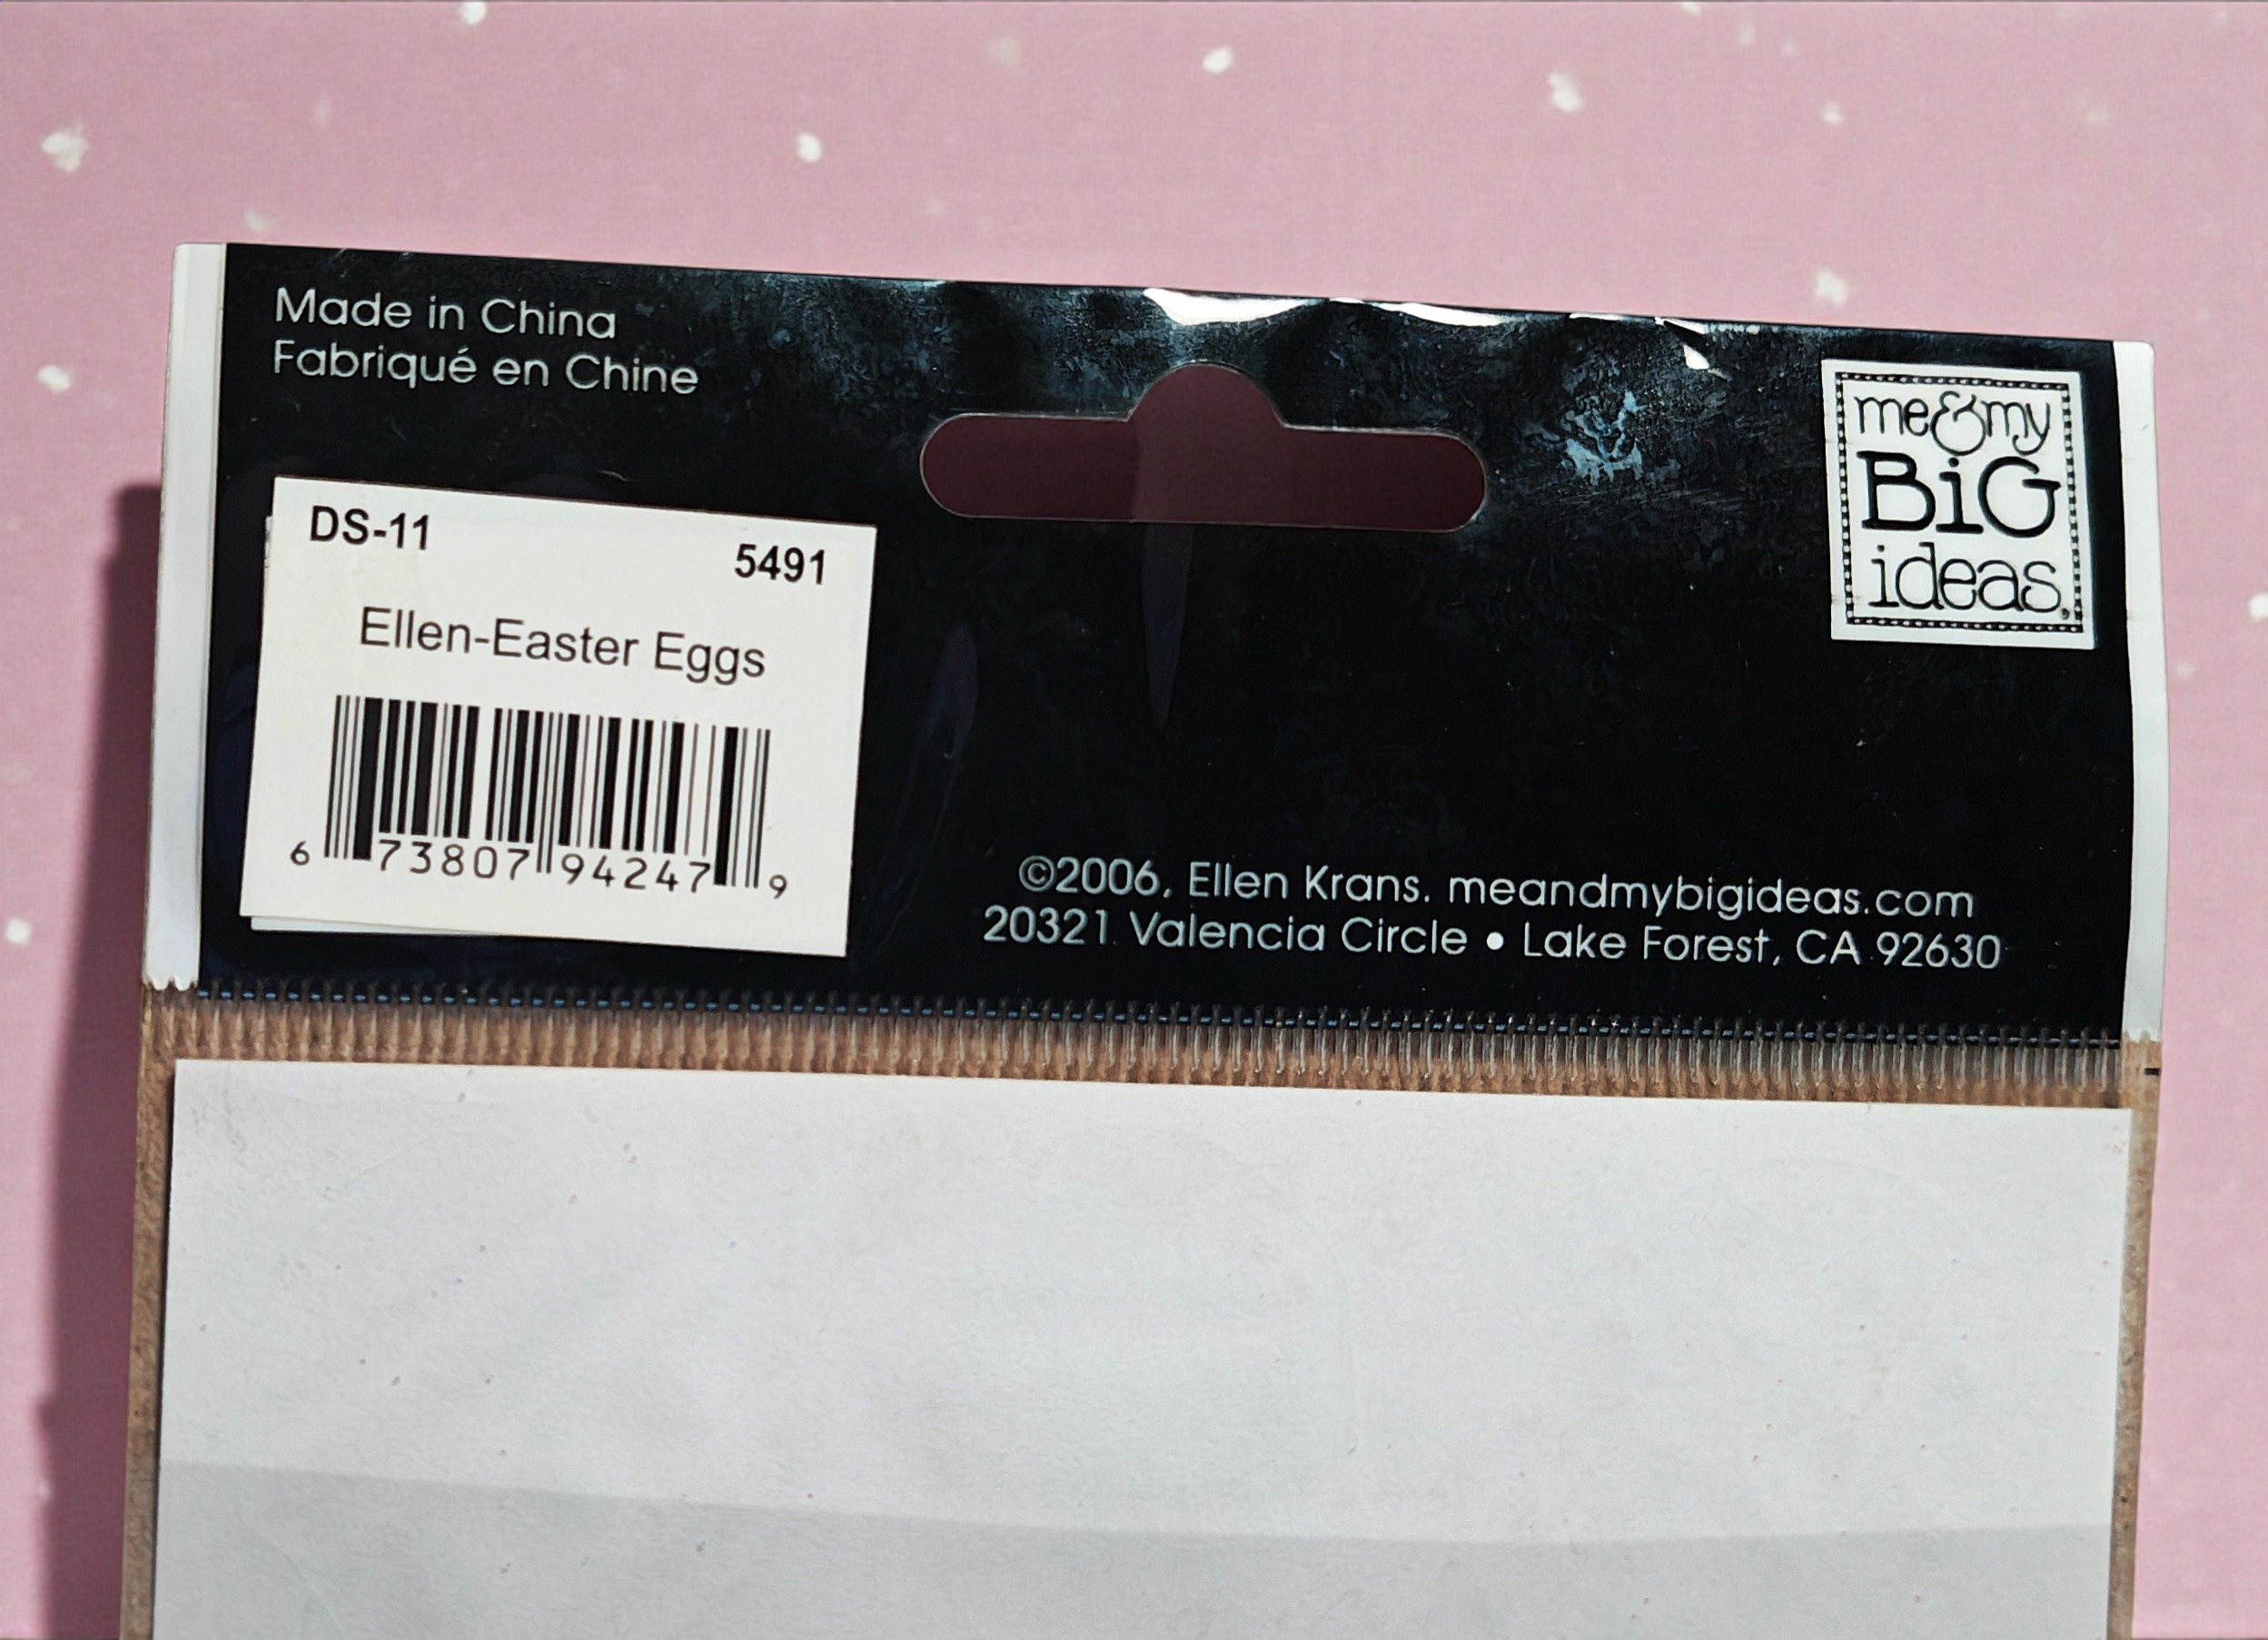 Made in China
Fabriqué en Chine
me&my
BiG
ideas®
DS-11 5491
Ellen-Easter Eggs
6 73807 94247 9
©2006, Ellen Krans. meandmybigideas.com
20321 Valencia Circle • Lake Forest, CA 92630